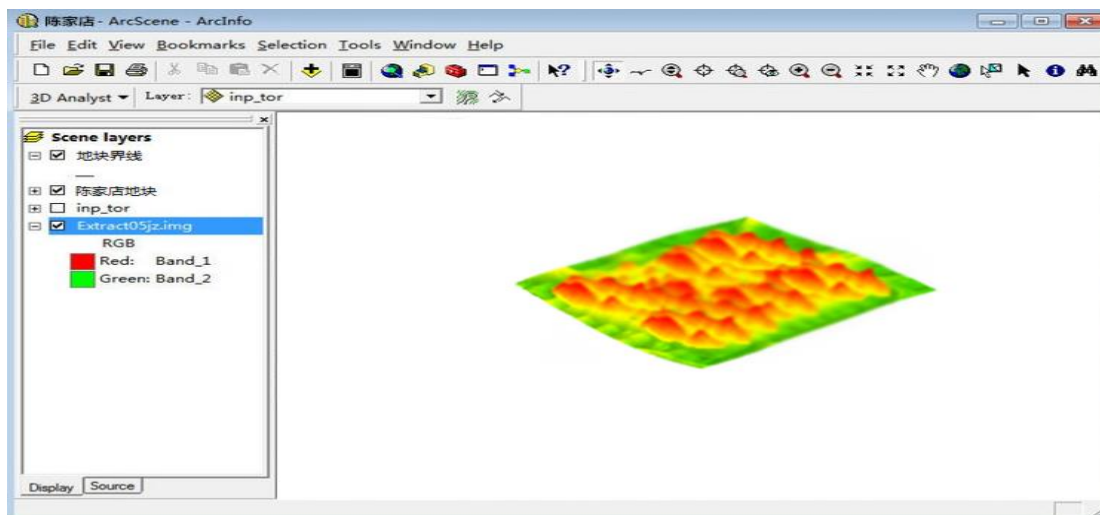 陈家店 - ArcScene - ArcInfo
File Edit View Bookmarks Selection Tools Window Help
3D Analyst Layer: inp_tor
Scene layers
地块界线
陈家店地块
inp_tor
Extract05jz.img
RGB
Red: Band_1
Green: Band_2
Display Source